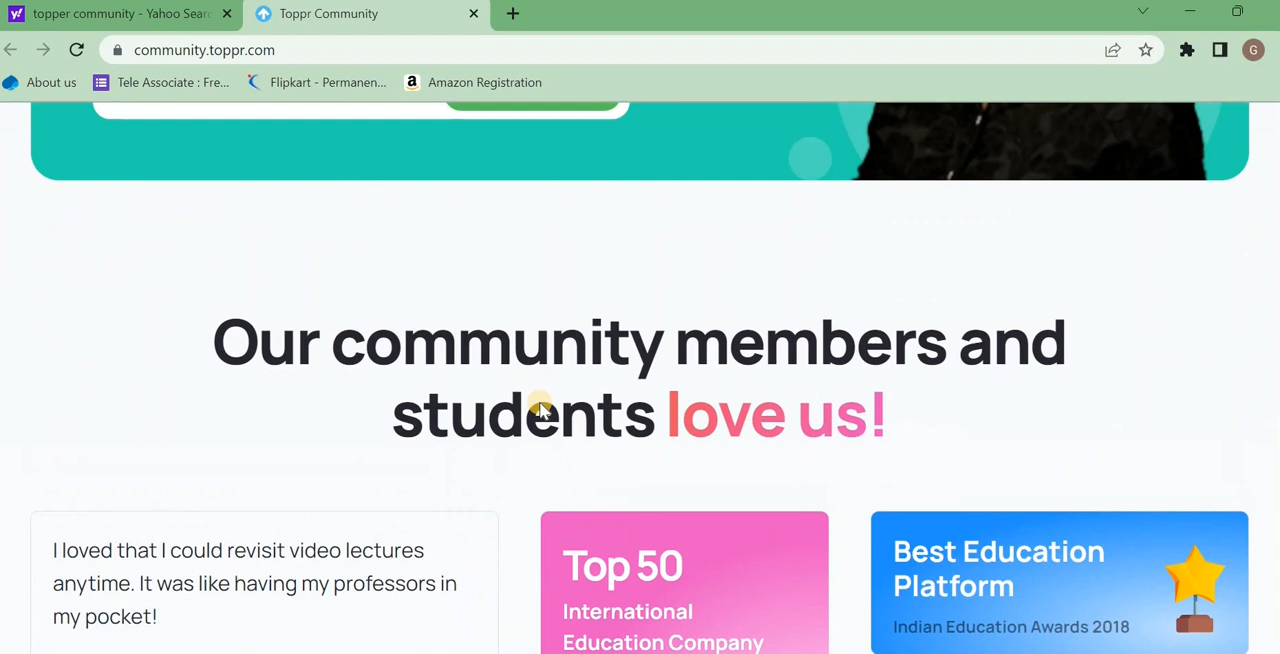 topper community - Yahoo Searc
Toppr Community
community.toppr.com
G
About us
Tele Associate : Fre...
Flipkart - Permanen...
Amazon Registration
Our community members and
students love us!
I loved that I could revisit video lectures
anytime. It was like having my professors in
my pocket!
Top 50
International
Education Company
Best Education
Platform
Indian Education Awards 2018